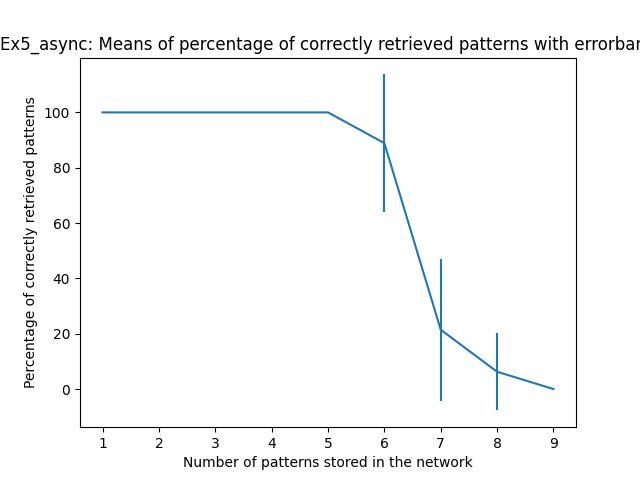 Ex5_async: Means of percentage of correctly retrieved patterns with errorbar
Percentage of correctly retrieved patterns
100
80
60
40
20
0
1 2 3 4 5 6 7 8 9
Number of patterns stored in the network